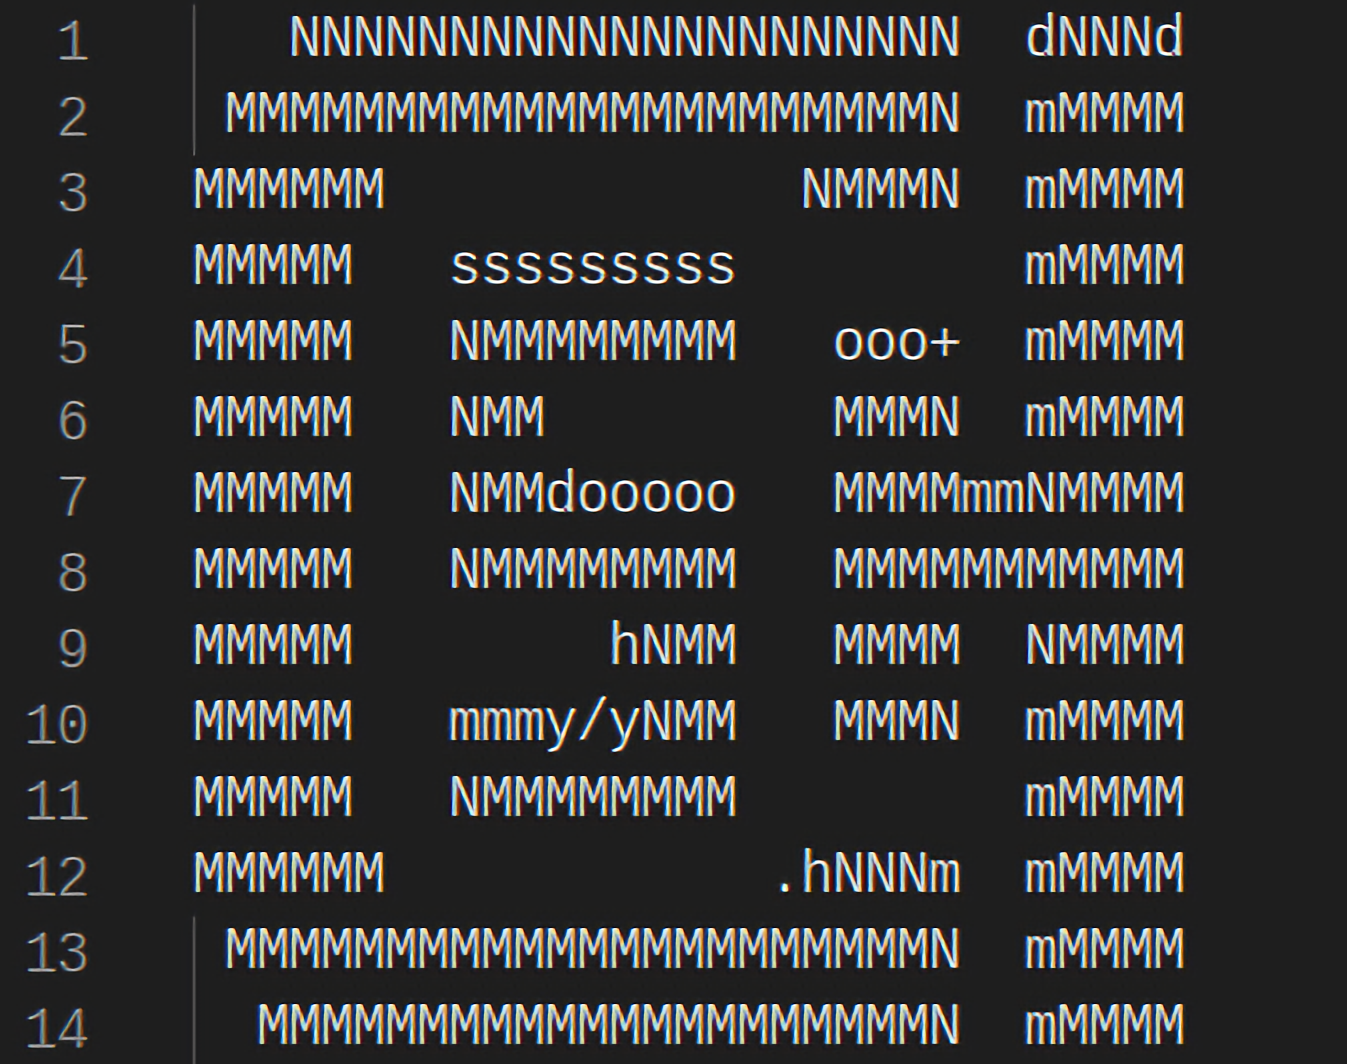 1    NNNNNNNNNNNNNNNNNNNNN  dNNNd
2  MMMMMMMMMMMMMMMMMMMMMMN  mMMMM
3 MMMMMM             NMMMN  mMMMM
4 MMMMM   sssssssss         mMMMM
5 MMMMM   NMMMMMMMM   ooo+  mMMMM
6 MMMMM   NMM         MMMN  mMMMM
7 MMMMM   NMMdooooo   MMMMmmNMMMM
8 MMMMM   NMMMMMMMM   MMMMMMMMMMM
9 MMMMM        hNMM   MMMM  NMMMM
10 MMMMM   mmmy/yNMM   MMMN  mMMMM
11 MMMMM   NMMMMMMMM         mMMMM
12 MMMMMM            .hNNNm  mMMMM
13  MMMMMMMMMMMMMMMMMMMMMMN  mMMMM
14   MMMMMMMMMMMMMMMMMMMMMN  mMMMM